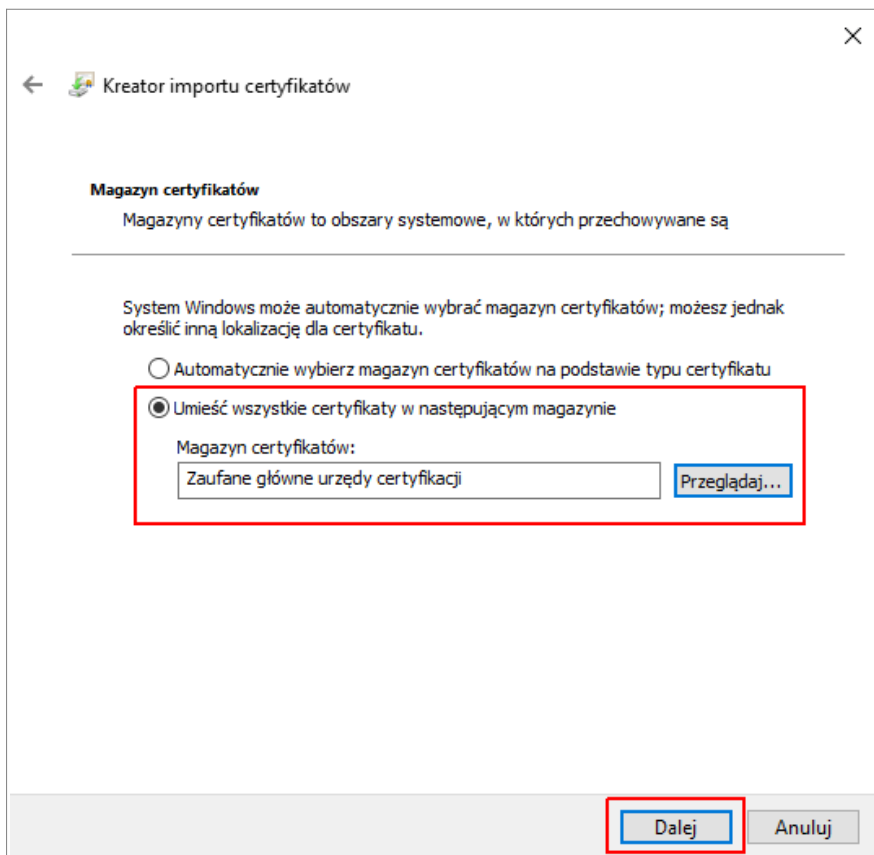 Kreator importu certyfikatów
Magazyn certyfikatów
Magazyny certyfikatów to obszary systemowe, w których przechowywane są
System Windows może automatycznie wybrać magazyn certyfikatów; możesz jednak
określić inną lokalizację dla certyfikatu.
Automatycznie wybierz magazyn certyfikatów na podstawie typu certyfikatu
Umieść wszystkie certyfikaty w następującym magazynie
Magazyn certyfikatów:
Zaufane główne urzędy certyfikacji
Przeglądaj...
Dalej
Anuluj